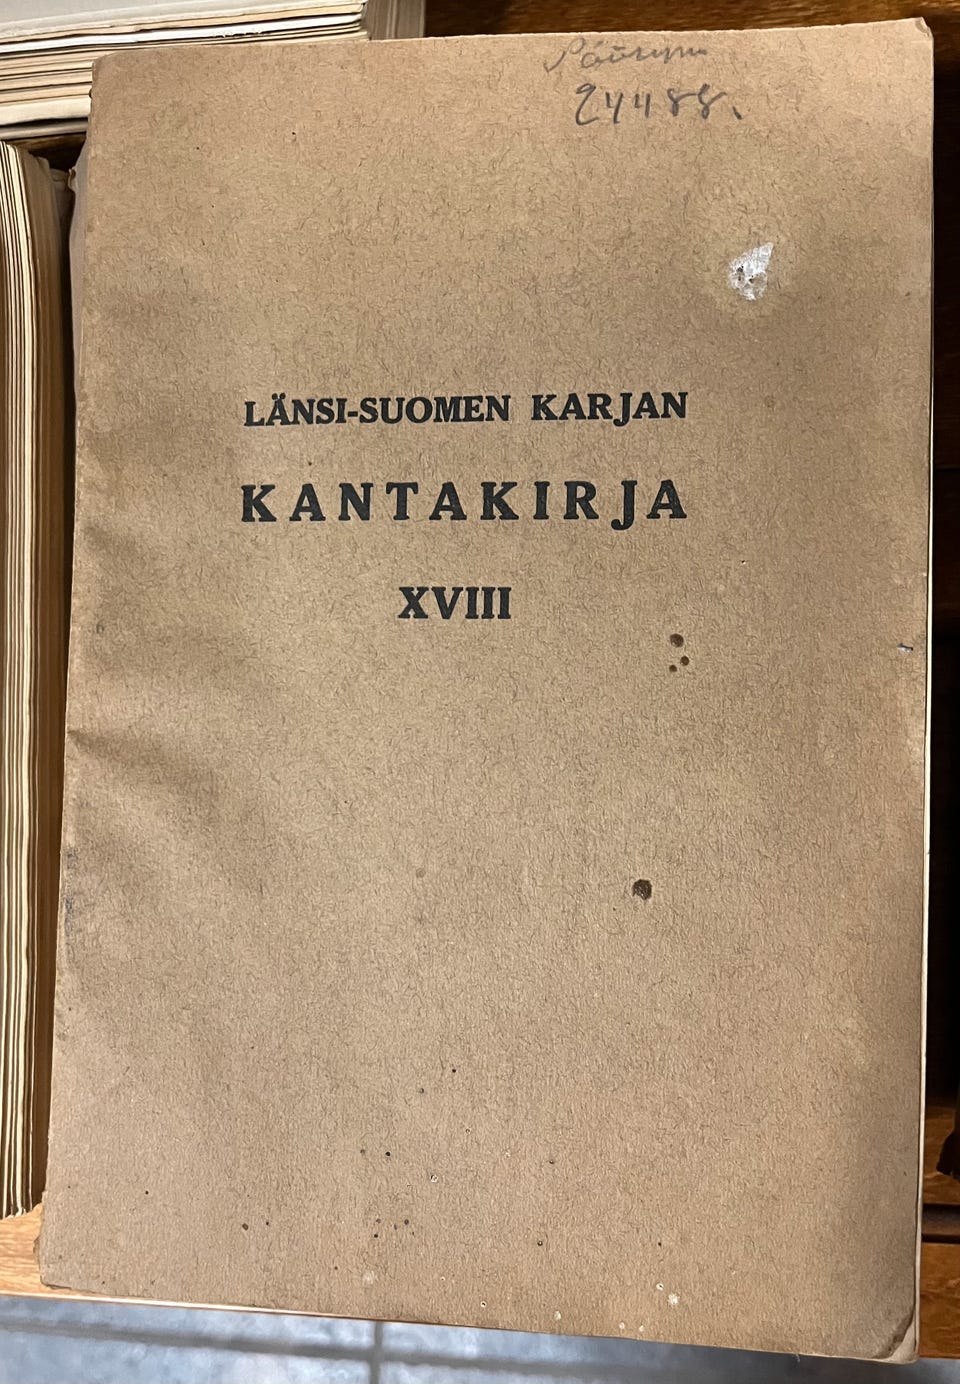 24488.
LÄNSI-SUOMEN KARJAN
KANTAKIRJA
XVIII